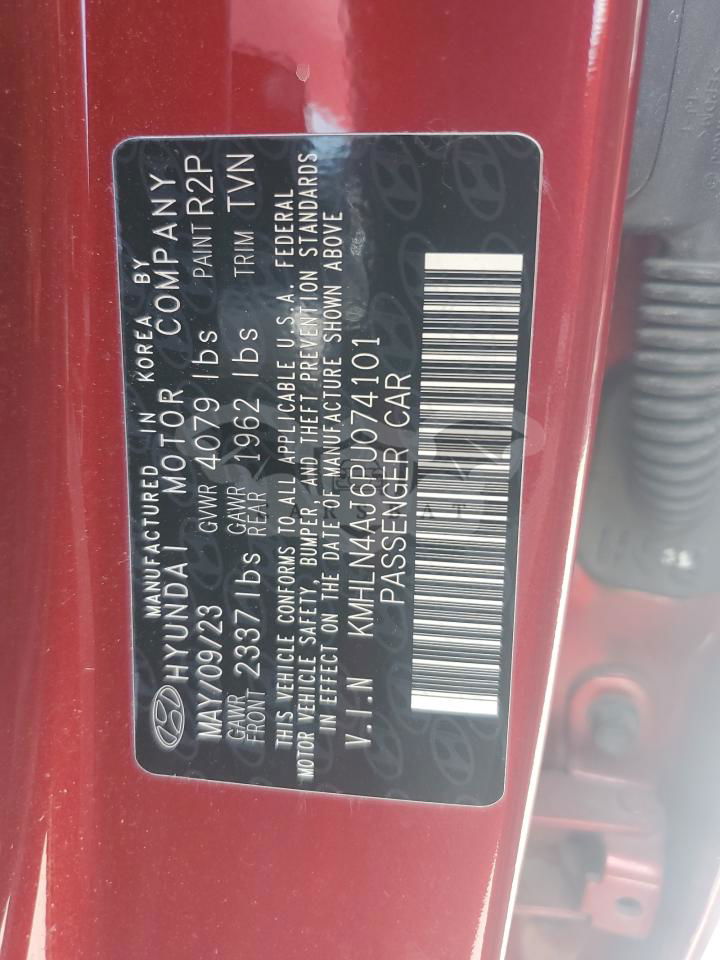 MANUFACTURED IN KOREA BY
HYUNDAI MOTOR COMPANY
MAY/09/23 GVWR 4079 lbs PAINT R2P
GAWR FRONT 2337 lbs GAWR REAR 1962 lbs TRIM TVN
THIS VEHICLE CONFORMS TO ALL APPLICABLE U.S.A. FEDERAL
MOTOR VEHICLE SAFETY, BUMPER, AND THEFT PREVENTION STANDARDS
IN EFFECT ON THE DATE OF MANUFACTURE SHOWN ABOVE
V.I.N KMHLN4AJ6PU074101
PASSENGER CAR